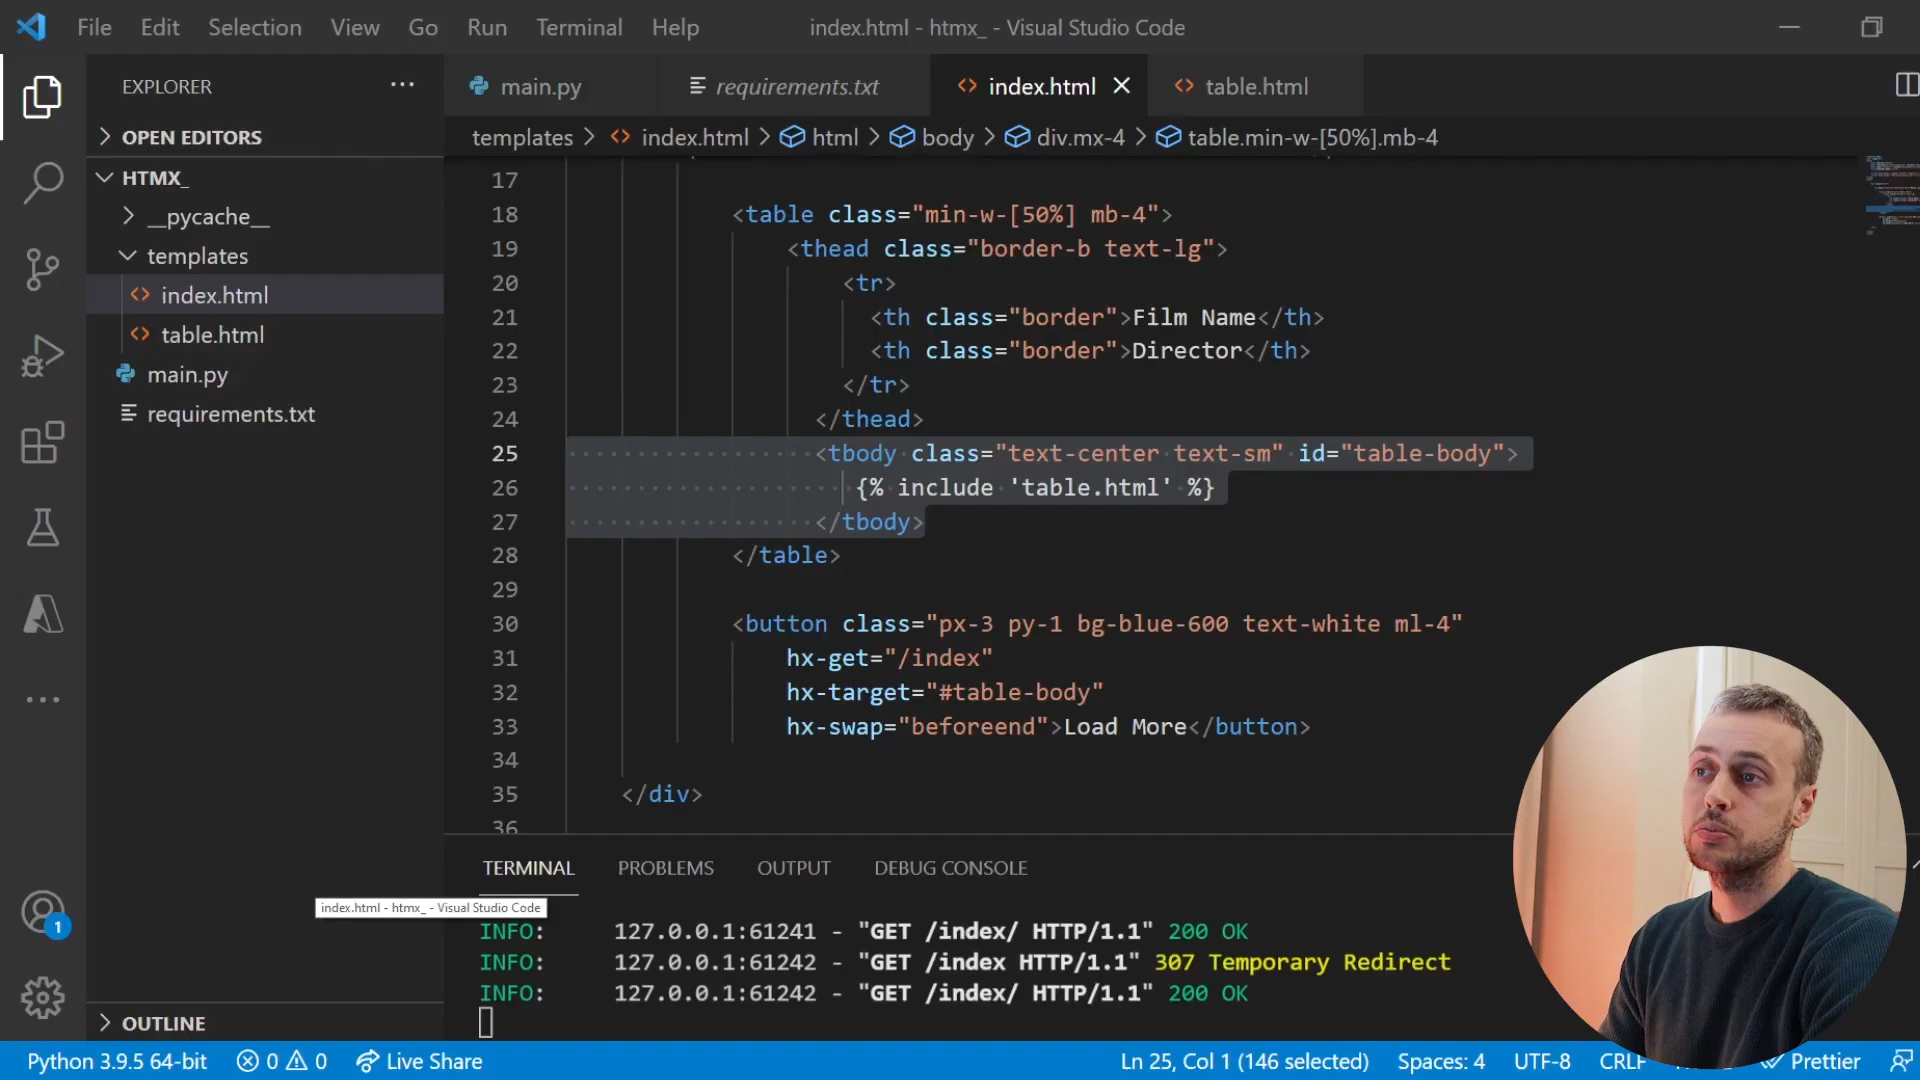 File Edit Selection View Go Run Terminal Help index.html - htmx_ - Visual Studio Code
EXPLORER
OPEN EDITORS
HTMX_
__pycache__
templates
index.html
table.html
main.py
requirements.txt
OUTLINE
main.py requirements.txt index.html table.html
templates > index.html > html > body > div.mx-4 > table.min-w-[50%].mb-4
17
18 <table class="min-w-[50%] mb-4">
19 <thead class="border-b text-lg">
20 <tr>
21 <th class="border">Film Name</th>
22 <th class="border">Director</th>
23 </tr>
24 </thead>
25 <tbody class="text-center text-sm" id="table-body">
26 {% include 'table.html' %}
27 </tbody>
28 </table>
29
30 <button class="px-3 py-1 bg-blue-600 text-white ml-4"
31 hx-get="/index"
32 hx-target="#table-body"
33 hx-swap="beforeend">Load More</button>
34
35 </div>
36
TERMINAL PROBLEMS OUTPUT DEBUG CONSOLE
index.html - htmx_ - Visual Studio Code
INFO: 127.0.0.1:61241 - "GET /index/ HTTP/1.1" 200 OK
INFO: 127.0.0.1:61242 - "GET /index HTTP/1.1" 307 Temporary Redirect
INFO: 127.0.0.1:61242 - "GET /index/ HTTP/1.1" 200 OK
1
Python 3.9.5 64-bit 0 0 Live Share Ln 25, Col 1 (146 selected) Spaces: 4 UTF-8 CRLF Prettier